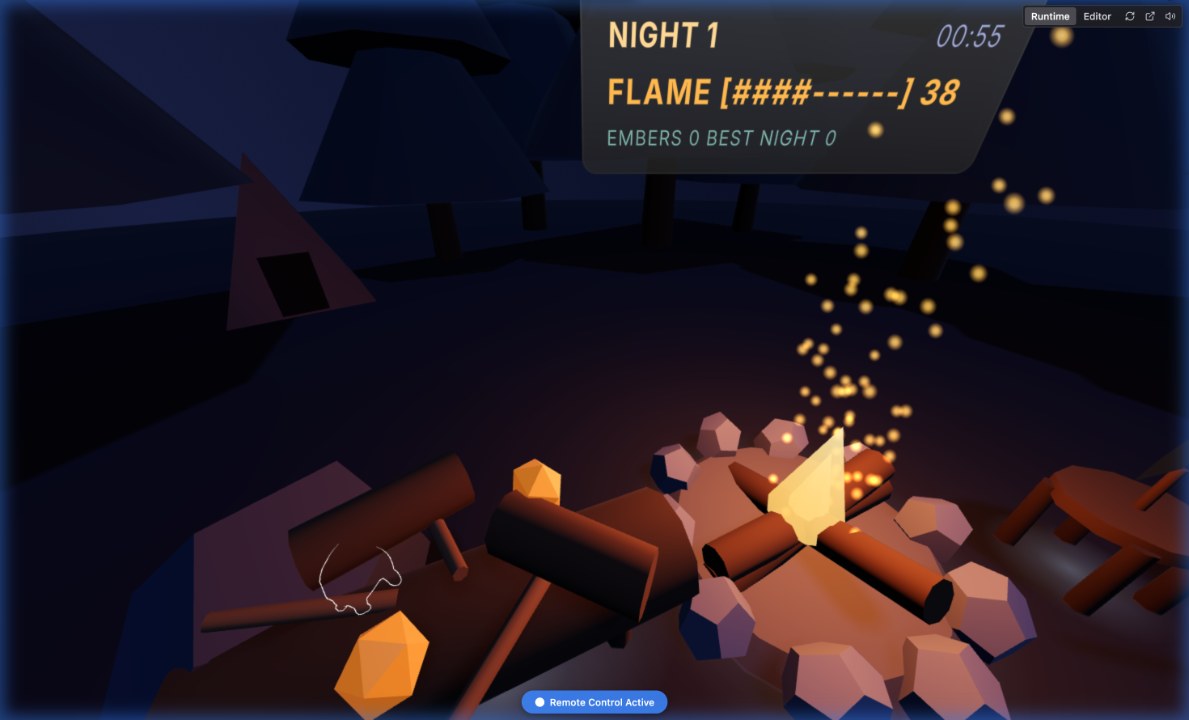 Runtime Editor
NIGHT 1 00:55
FLAME [####------] 38
EMBERS 0 BEST NIGHT 0
Remote Control Active